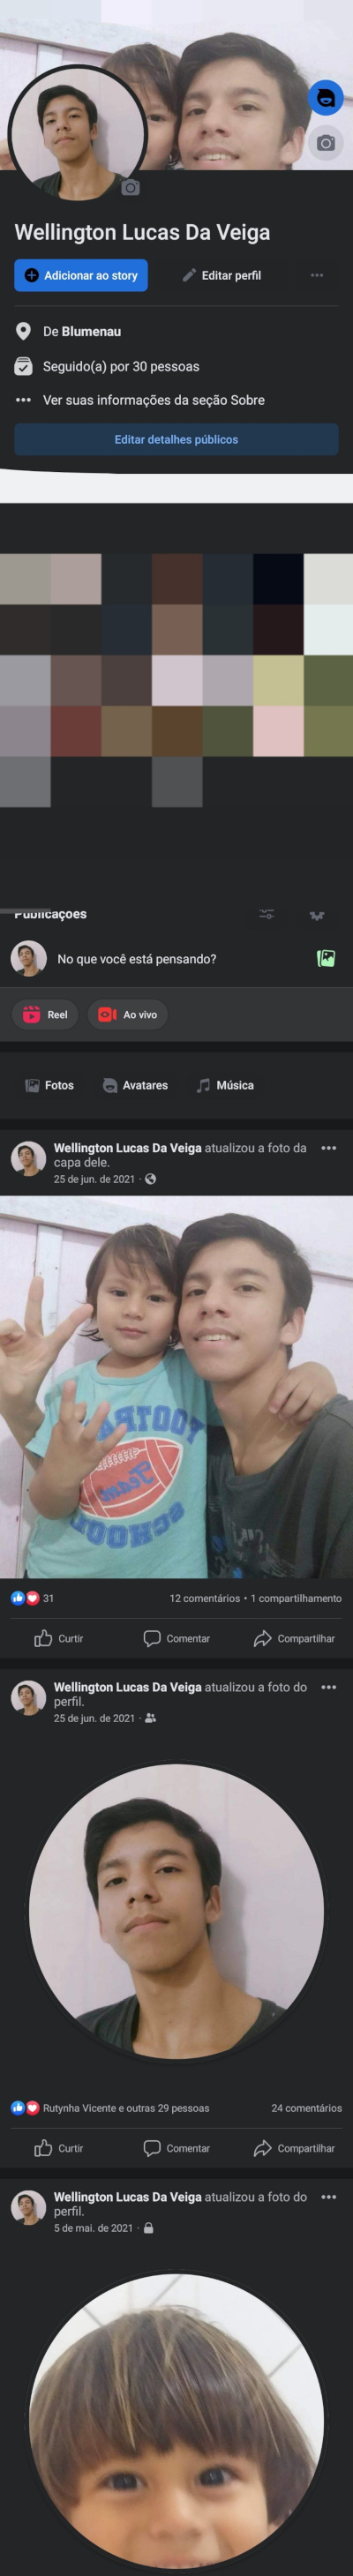 Wellington Lucas Da Veiga
Adicionar ao story
Editar perfil
De Blumenau
Seguido(a) por 30 pessoas
Ver suas informações da seção Sobre
Editar detalhes públicos
Publicações
No que você está pensando?
Reel
Ao vivo
Fotos
Avatares
Música
Wellington Lucas Da Veiga atualizou a foto da
capa dele.
25 de jun. de 2021
FOOTBALL
Team
SCHOOL
31
12 comentários • 1 compartilhamento
Curtir
Comentar
Compartilhar
Wellington Lucas Da Veiga atualizou a foto do
perfil.
25 de jun. de 2021
Rutynha Vicente e outras 29 pessoas
24 comentários
Curtir
Comentar
Compartilhar
Wellington Lucas Da Veiga atualizou a foto do
perfil.
5 de mai. de 2021